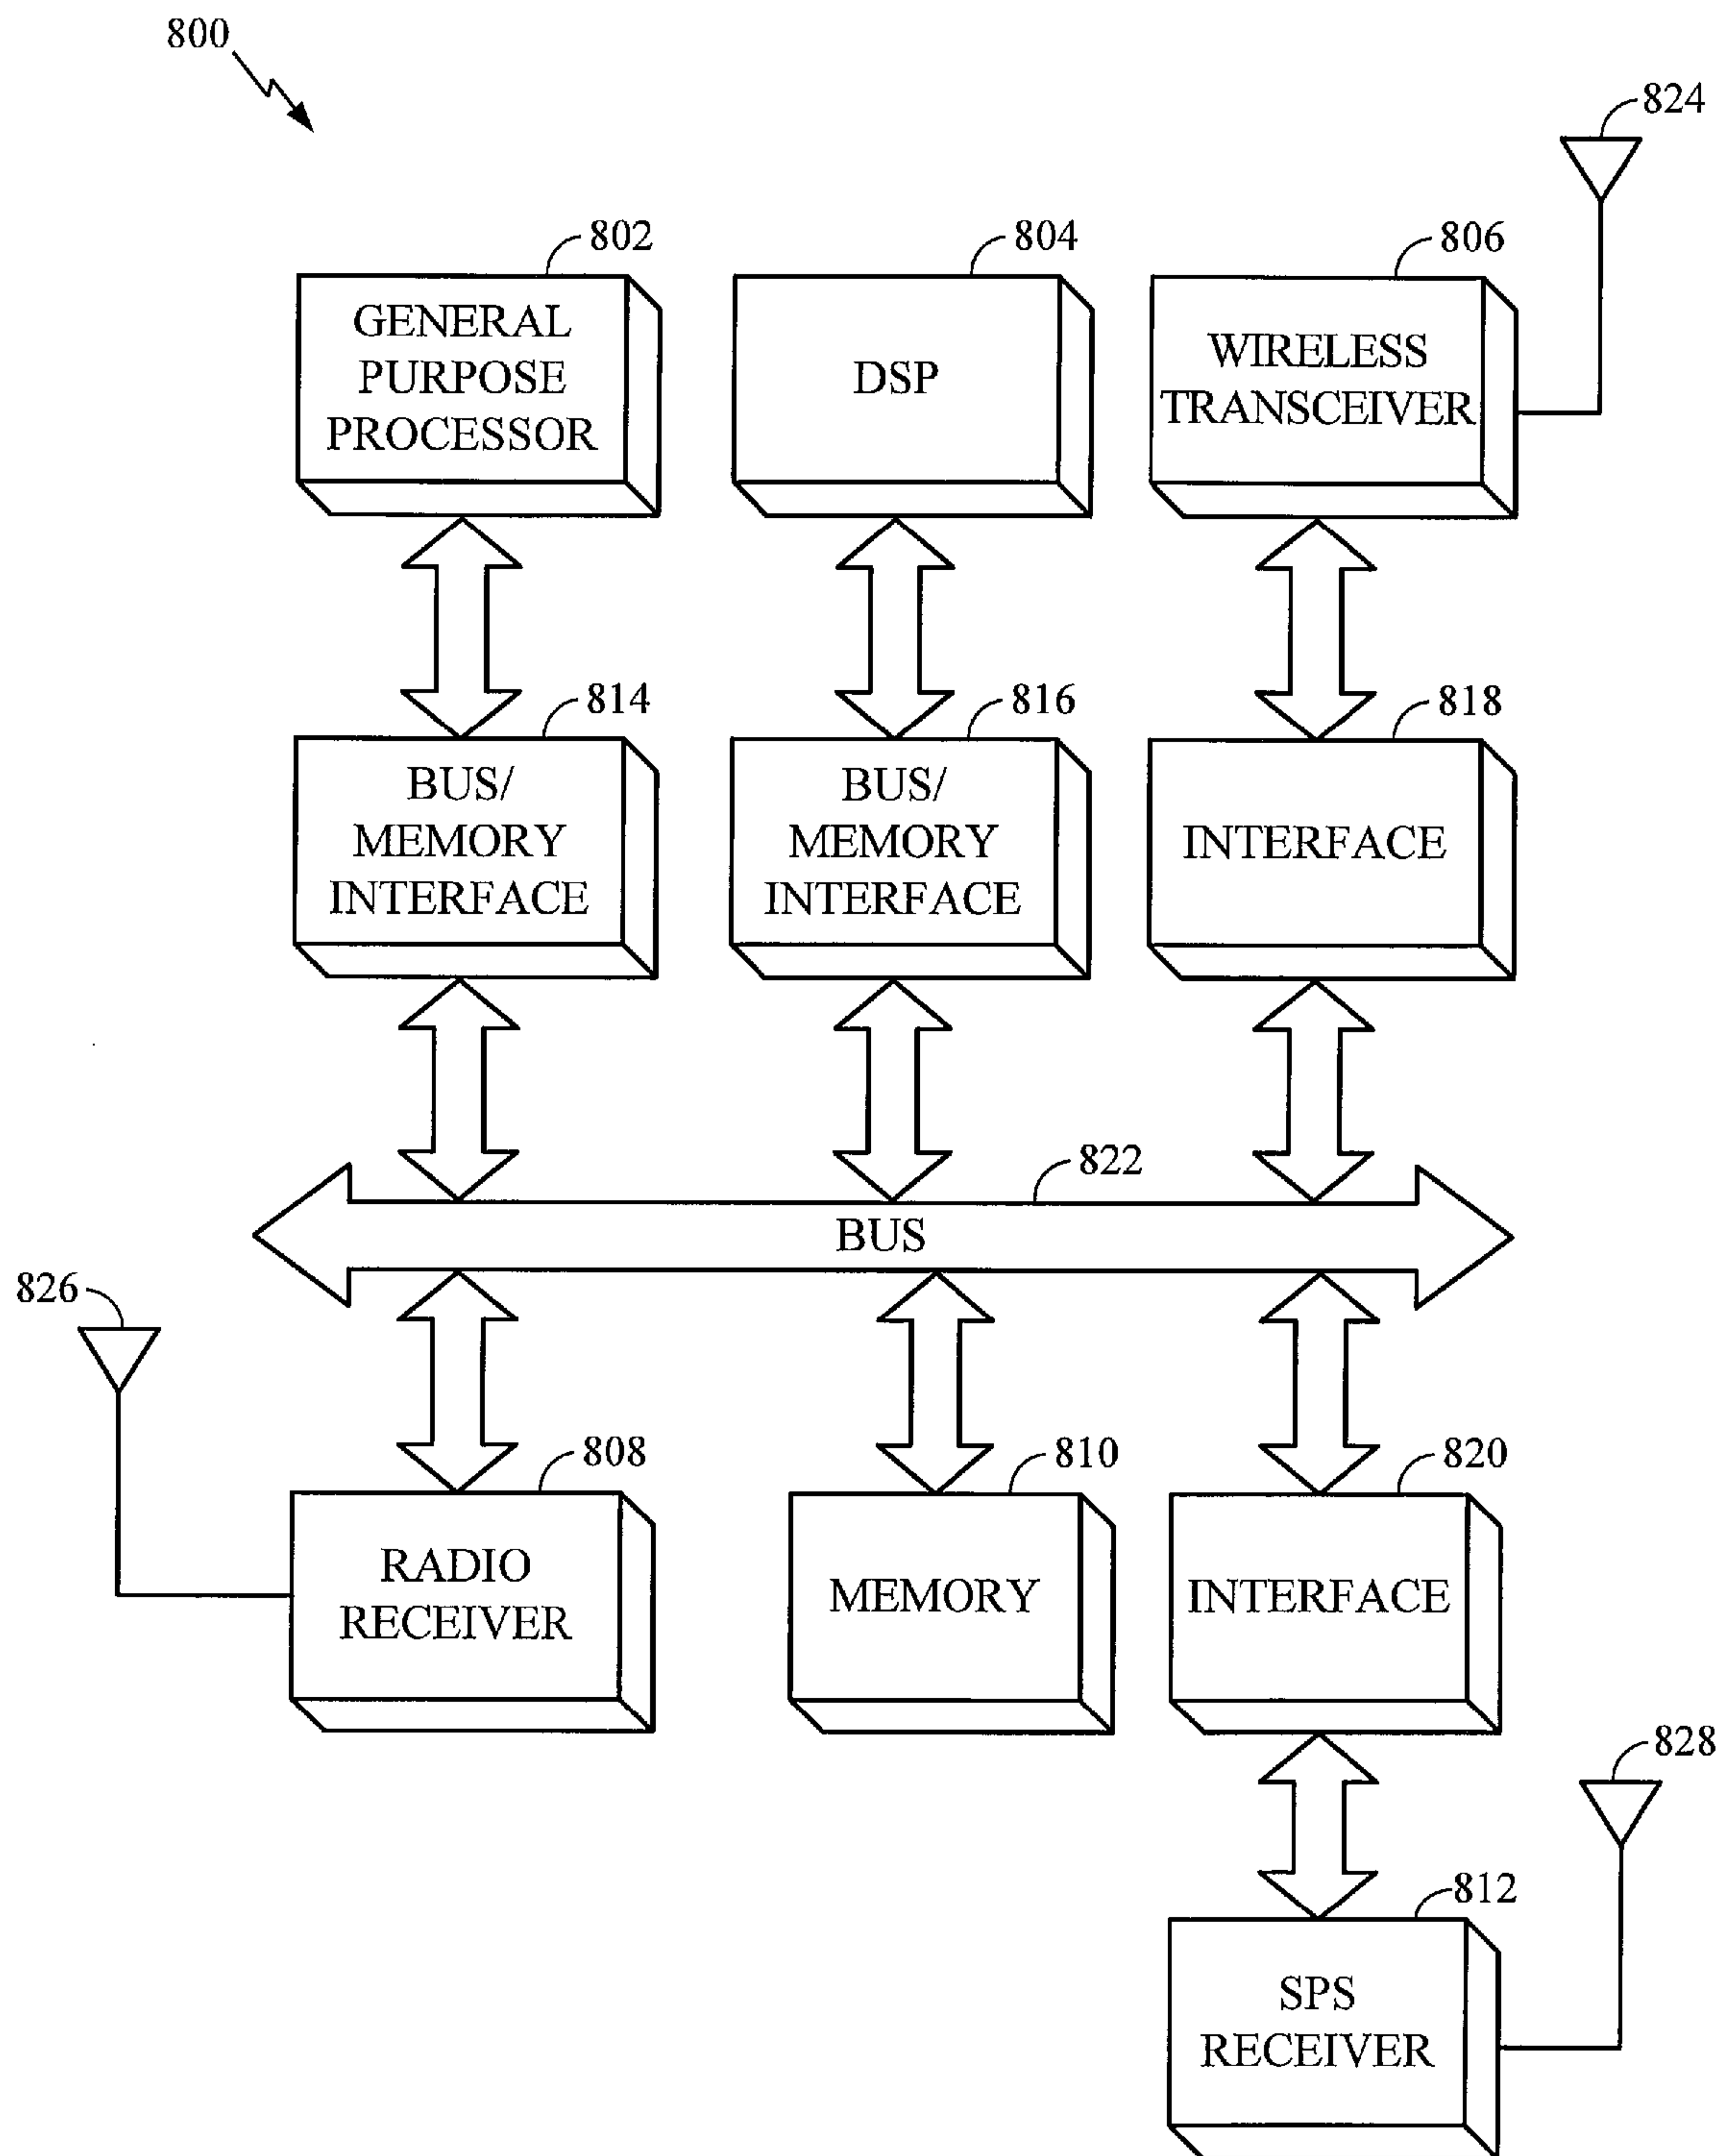 800
824
802
804
806
GENERAL
PURPOSE
PROCESSOR
DSP
WIRELESS
TRANSCEIVER
814
816
818
BUS/
MEMORY
INTERFACE
BUS/
MEMORY
INTERFACE
INTERFACE
822
BUS
826
808
810
820
RADIO
RECEIVER
MEMORY
INTERFACE
828
812
SPS
RECEIVER